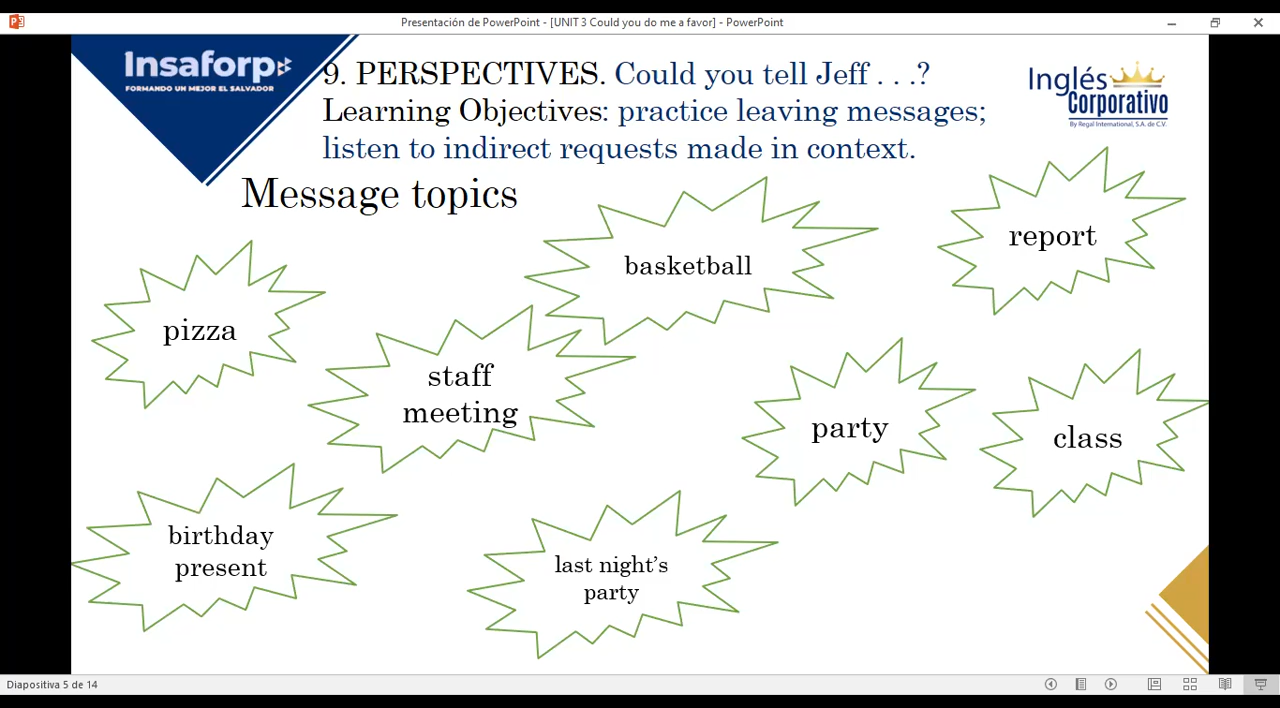 Presentación de PowerPoint - [UNIT 3 Could you do me a favor] - PowerPoint
Insaforp
FORMANDO UN MEJOR EL SALVADOR
9. PERSPECTIVES. Could you tell Jeff . . .?
Learning Objectives: practice leaving messages;
listen to indirect requests made in context.
Inglés
Corporativo
By Regal International, S.A. de C.V.
Message topics
basketball
report
pizza
staff
meeting
party
class
birthday
present
last night's
party
Diapositiva 5 de 14